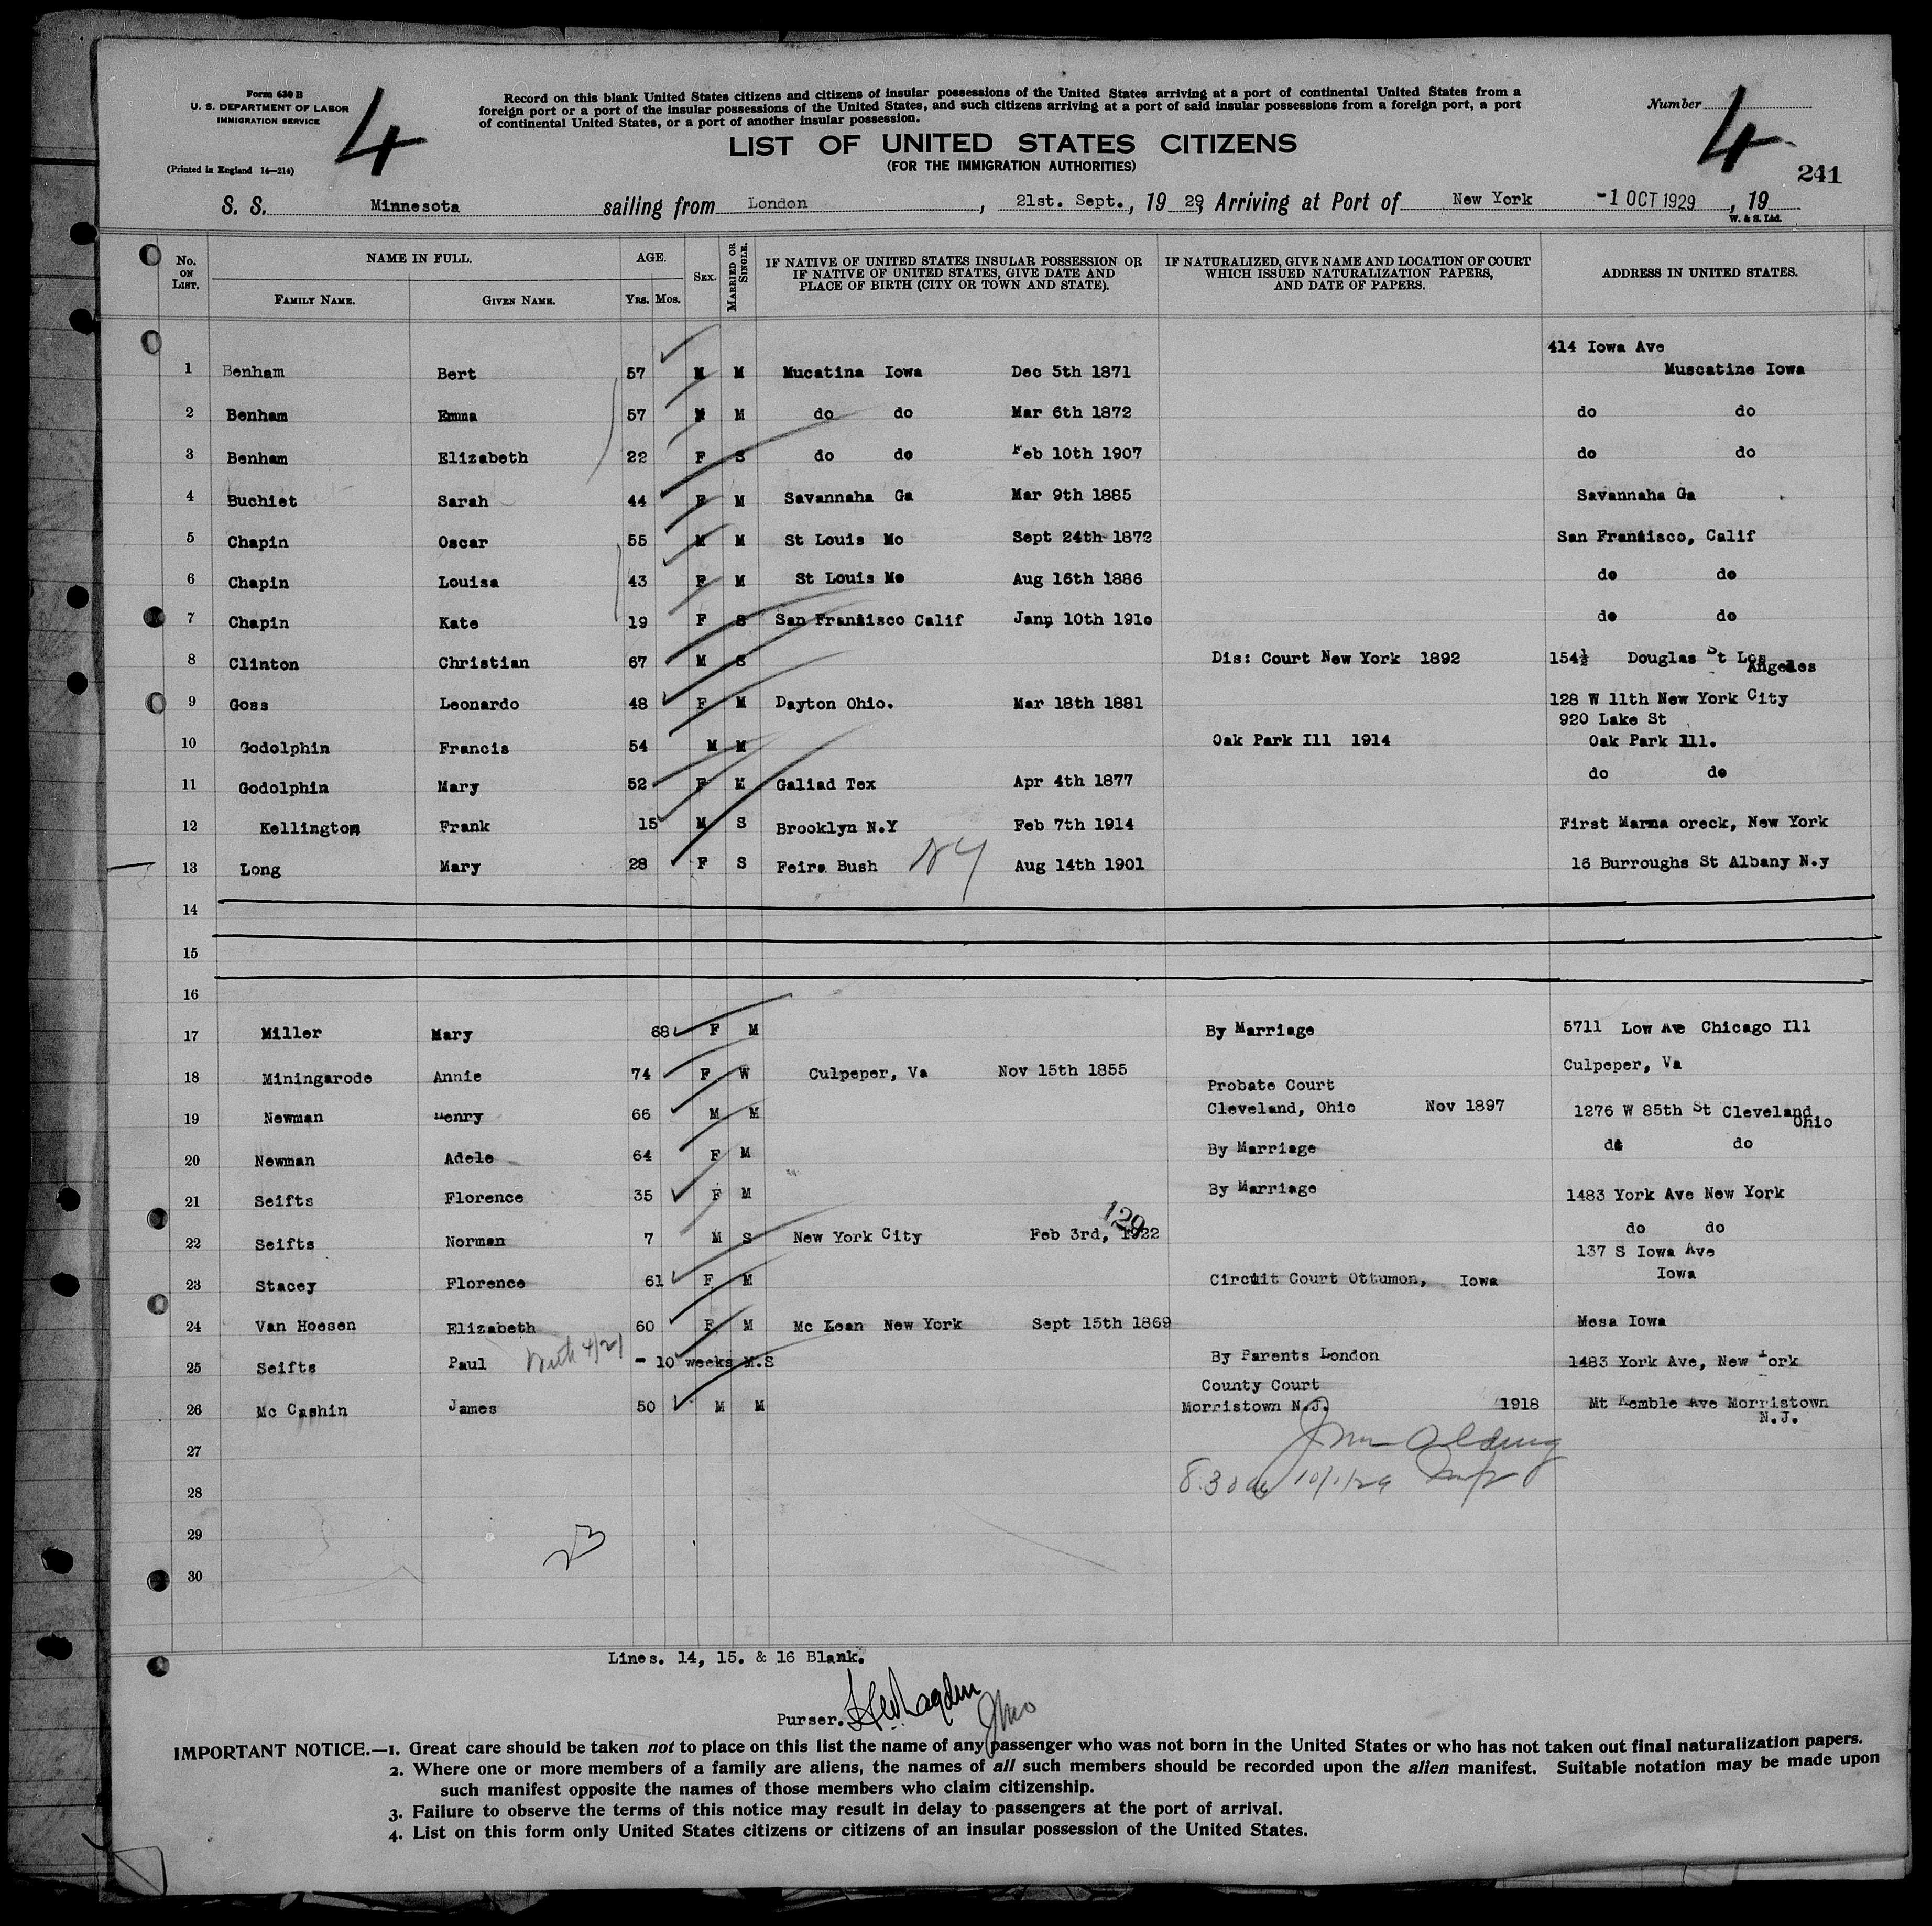 Form 630 B
U. S. DEPARTMENT OF LABOR
IMMIGRATION SERVICE
(Printed in England 14—214)
4
Record on this blank United States citizens and citizens of insular possessions of the United States arriving at a port of continental United States from a
foreign port or a port of the insular possessions of the United States, and such citizens arriving at a port of said insular possessions from a foreign port, a port
of continental United States, or a port of another insular possession.
LIST OF UNITED STATES CITIZENS
(FOR THE IMMIGRATION AUTHORITIES)
Number
4
241
S. S. Minnesota sailing from London, 21st. Sept., 19 29, Arriving at Port of New York -1 OCT 1929, 19
W. & S. Ltd.
No. ON LIST. NAME IN FULL. FAMILY NAME. GIVEN NAME. AGE. YRS. MOS. SEX. MARRIED OR SINGLE. IF NATIVE OF UNITED STATES INSULAR POSSESSION OR IF NATIVE OF UNITED STATES, GIVE DATE AND PLACE OF BIRTH (CITY OR TOWN AND STATE). IF NATURALIZED, GIVE NAME AND LOCATION OF COURT WHICH ISSUED NATURALIZATION PAPERS, AND DATE OF PAPERS. ADDRESS IN UNITED STATES.
414 Iowa Ave
1 Benham Bert 57 M M Mucatina Iowa Dec 5th 1871 Muscatine Iowa
2 Benham Emma 57 M do do Mar 6th 1872 do do
3 Benham Elizabeth 22 F S do do Feb 10th 1907 do do
4 Buchiet Sarah 44 F M Savannaha Ga Mar 9th 1885 Savannaha Ga
5 Chapin Oscar 55 M M St Louis Mo Sept 24th 1872 San Franiisco, Calif
6 Chapin Louisa 43 F M St Louis Mo Aug 16th 1886 do do
7 Chapin Kate 19 F S San Franiisco Calif Jann 10th 1910 do do
8 Clinton Christian 67 M S Dis: Court New York 1892 154½ Douglas St Los
Angeles
9 Goss Leonardo 48 F M Dayton Ohio. Mar 18th 1881 128 W 11th New York City
920 Lake St
10 Godolphin Francis 54 M M Oak Park Ill 1914 Oak Park Ill.
11 Godolphin Mary 52 F M Galiad Tex Apr 4th 1877 do do
12 Kellington Frank 15 M S Brooklyn N.Y Feb 7th 1914 First Mamma oreck, New York
13 Long Mary 28 F S Feire Bush NY Aug 14th 1901 16 Burroughs St Albany N.y
14
15
16
17 Miller Mary 68 F M By Marriage 5711 Low Ave Chicago Ill
18 Miningarode Annie 74 F W Culpeper, Va Nov 15th 1855 Culpeper, Va
Probate Court
19 Newman Henry 66 M M Cleveland, Ohio Nov 1897 1276 W 85th St Cleveland
Ohio
20 Newman Adele 64 F M By Marriage do do
21 Seifts Florence 35 F M By Marriage 1483 York Ave New York
129
22 Seifts Norman 7 M S New York City Feb 3rd, 1922 do do
137 S Iowa Ave
23 Stacey Florence 61 F M Circuit Court Ottumon, Iowa Iowa
24 Van Hoesen Elizabeth 60 F M Mc Lean New York Sept 15th 1869 Mesa Iowa
25 Seifts Paul With 4/21 - 10 weeks M.S By Parents London 1483 York Ave, New York
County Court
26 Mc Cashin James 50 M M Morristown N.J. 1918 Mt Kemble Ave Morristown
N.J.
27
28 10/1/29
29
23
30
Lines. 14, 15. & 16 Blank.
Purser.
IMPORTANT NOTICE.—1. Great care should be taken not to place on this list the name of any passenger who was not born in the United States or who has not taken out final naturalization papers.
2. Where one or more members of a family are aliens, the names of all such members should be recorded upon the alien manifest. Suitable notation may be made upon
such manifest opposite the names of those members who claim citizenship.
3. Failure to observe the terms of this notice may result in delay to passengers at the port of arrival.
4. List on this form only United States citizens or citizens of an insular possession of the United States.